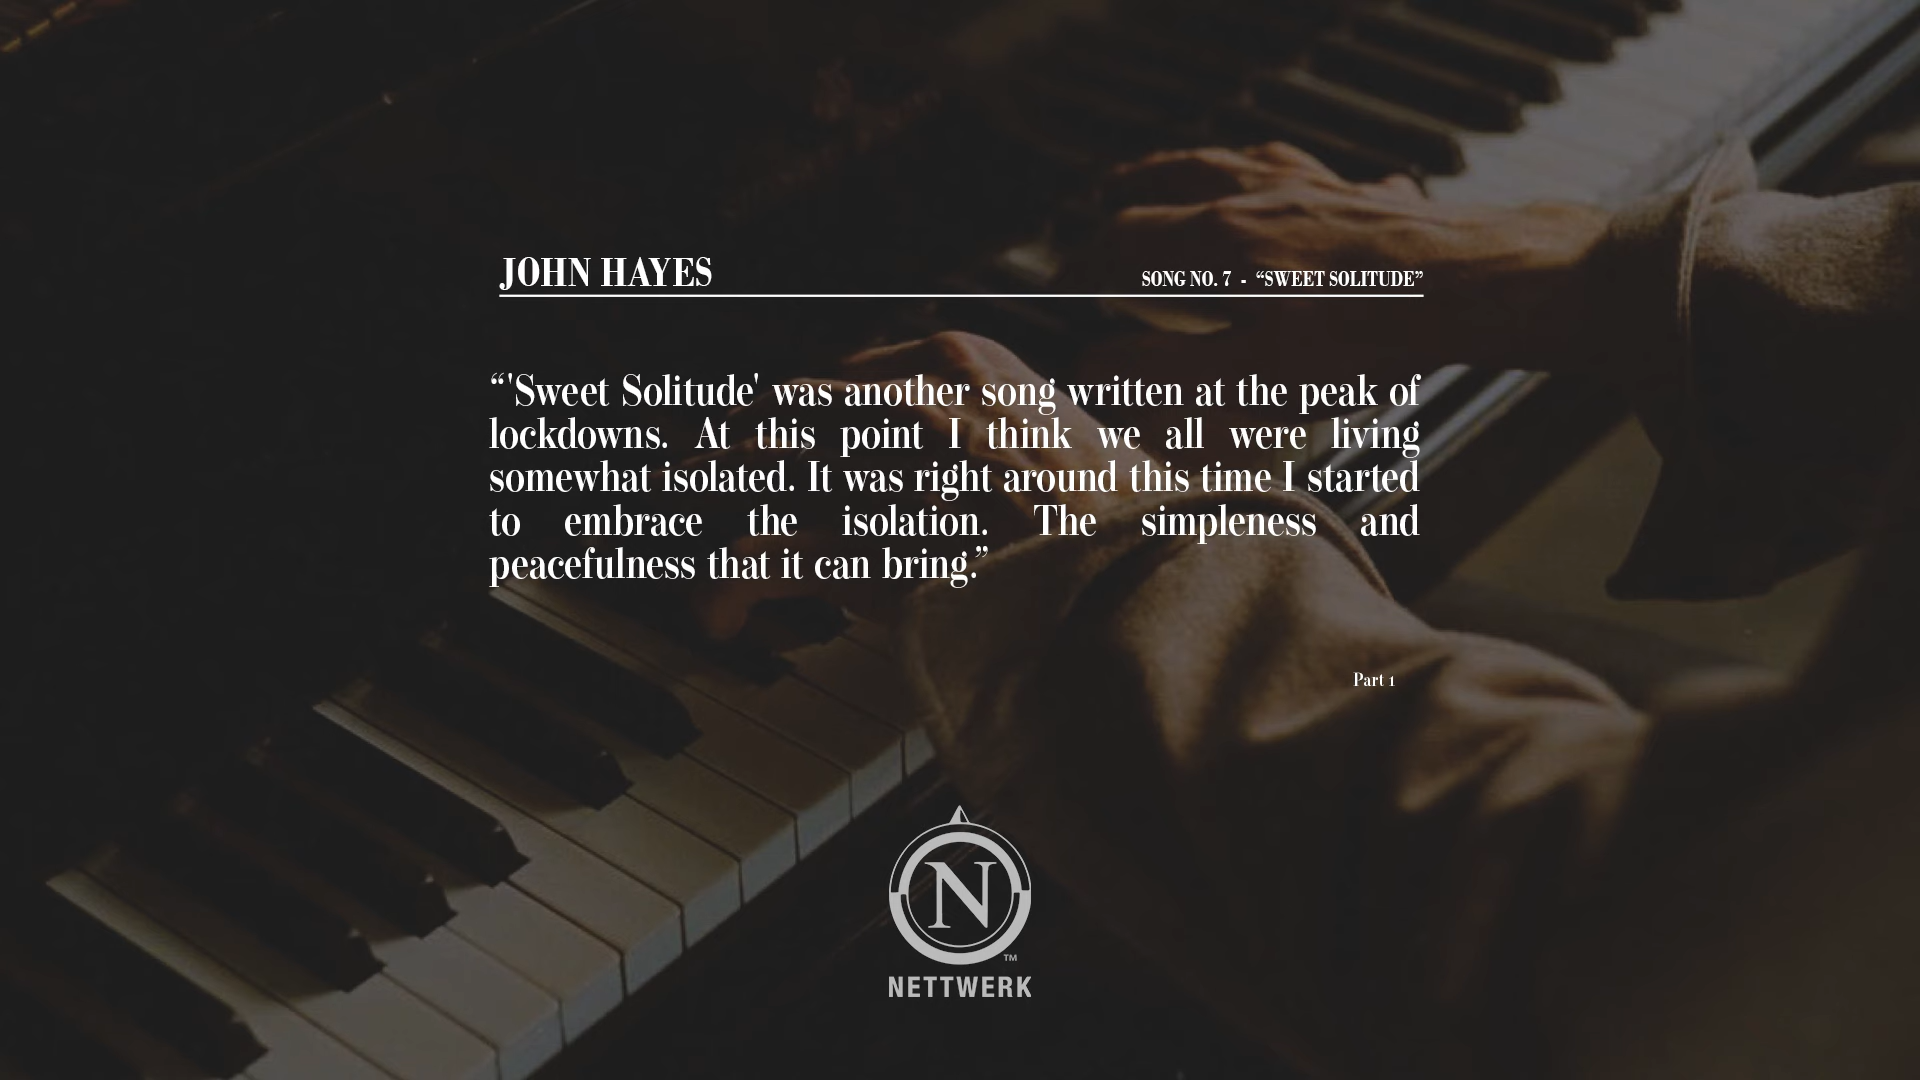 JOHN HAYES
SONG NO. 7 - “SWEET SOLITUDE”
“'Sweet Solitude' was another song written at the peak of
lockdowns. At this point I think we all were living
somewhat isolated. It was right around this time I started
to embrace the isolation. The simpleness and
peacefulness that it can bring.”
Part 1
N
TM
NETTWERK